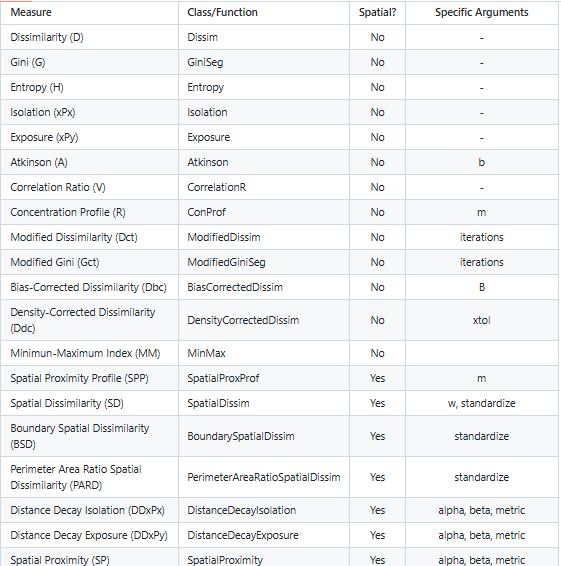 Measure Class/Function Spatial? Specific Arguments
Dissimilarity (D) Dissim No -
Gini (G) GiniSeg No -
Entropy (H) Entropy No -
Isolation (xPx) Isolation No -
Exposure (xPy) Exposure No -
Atkinson (A) Atkinson No b
Correlation Ratio (V) CorrelationR No -
Concentration Profile (R) ConProf No m
Modified Dissimilarity (Dct) ModifiedDissim No iterations
Modified Gini (Gct) ModifiedGiniSeg No iterations
Bias-Corrected Dissimilarity (Dbc) BiasCorrectedDissim No B
Density-Corrected Dissimilarity
(Ddc) DensityCorrectedDissim No xtol
Minimun-Maximum Index (MM) MinMax No
Spatial Proximity Profile (SPP) SpatialProxProf Yes m
Spatial Dissimilarity (SD) SpatialDissim Yes w, standardize
Boundary Spatial Dissimilarity
(BSD) BoundarySpatialDissim Yes standardize
Perimeter Area Ratio Spatial
Dissimilarity (PARD) PerimeterAreaRatioSpatialDissim Yes standardize
Distance Decay Isolation (DDxPx) DistanceDecayIsolation Yes alpha, beta, metric
Distance Decay Exposure (DDxPy) DistanceDecayExposure Yes alpha, beta, metric
Spatial Proximity (SP) SpatialProximity Yes alpha, beta, metric